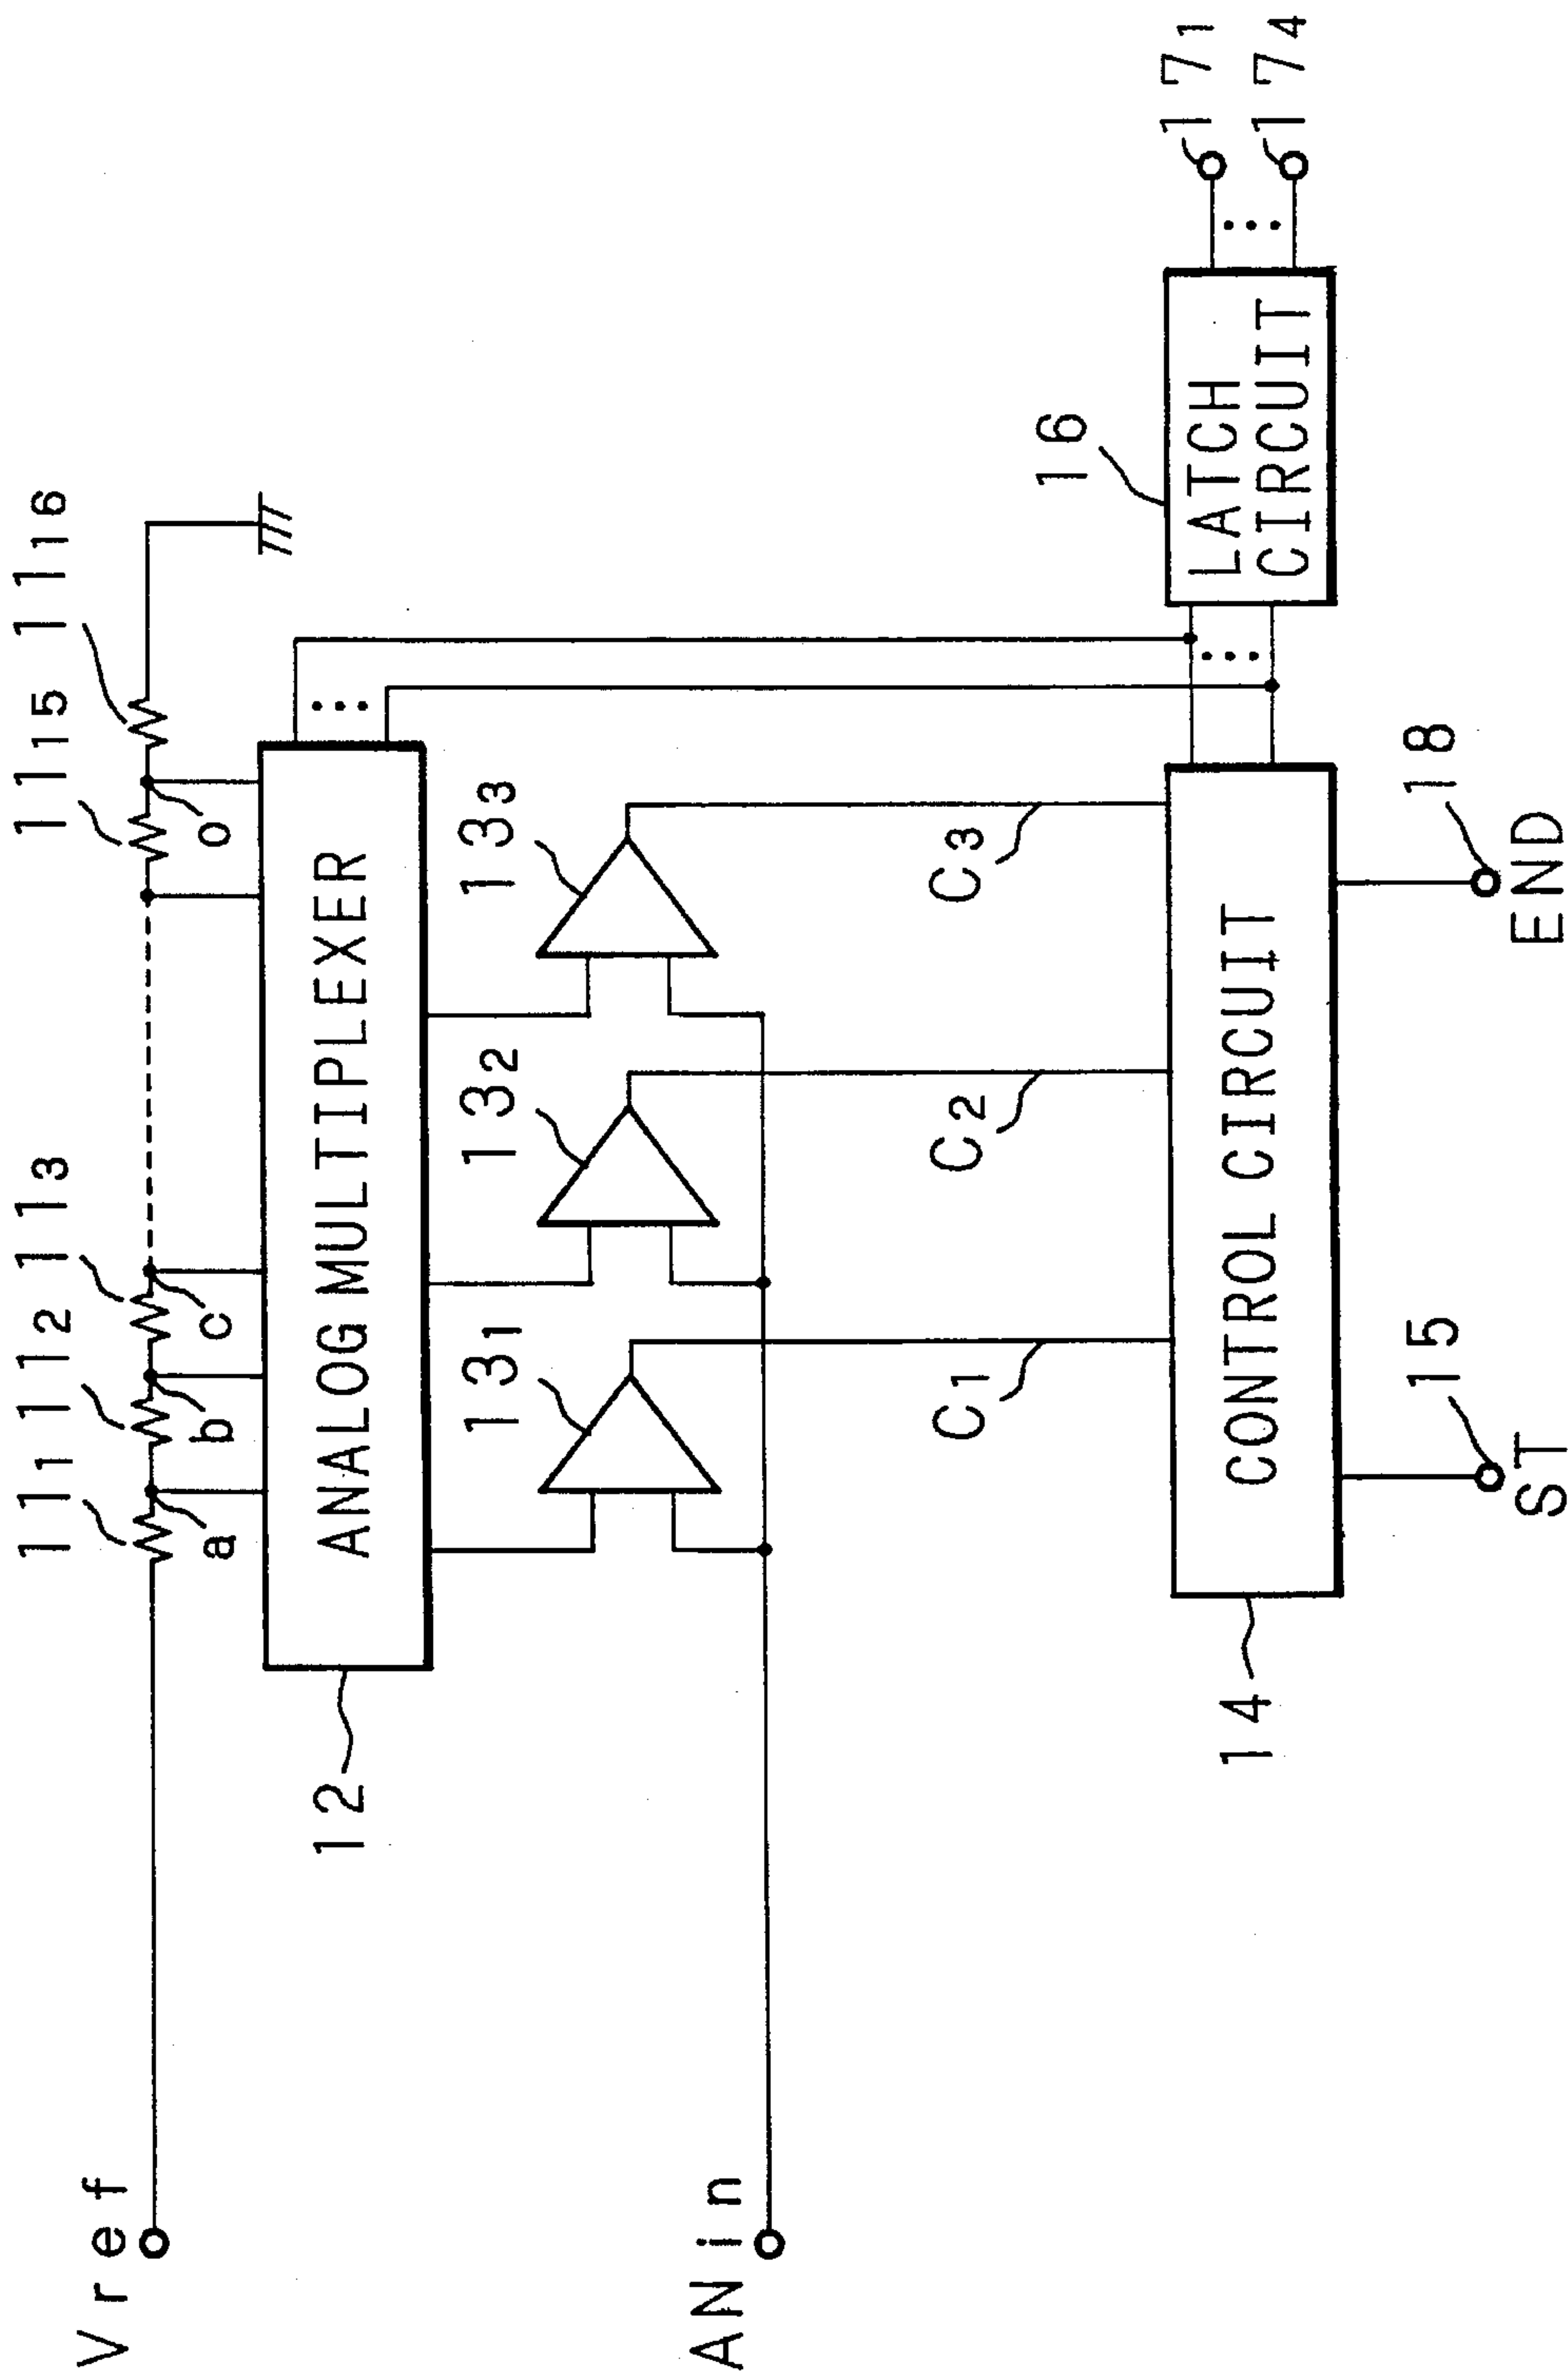 Vref
11₁
11₂
11₃
11₁₅
11₁₆
a
b
c
o
12
ANALOG MULTIPLEXER
13₁
13₂
13₃
ANin
C₁
C₂
C₃
16
LATCH
CIRCUIT
17₁
17₄
14
CONTROL CIRCUIT
15
ST
18
END